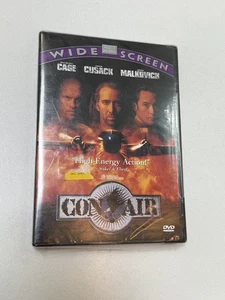 WIDE SCREEN
CAGE CUSACK MALKOVICH
"High Energy Action!"
CON AIR
DVD